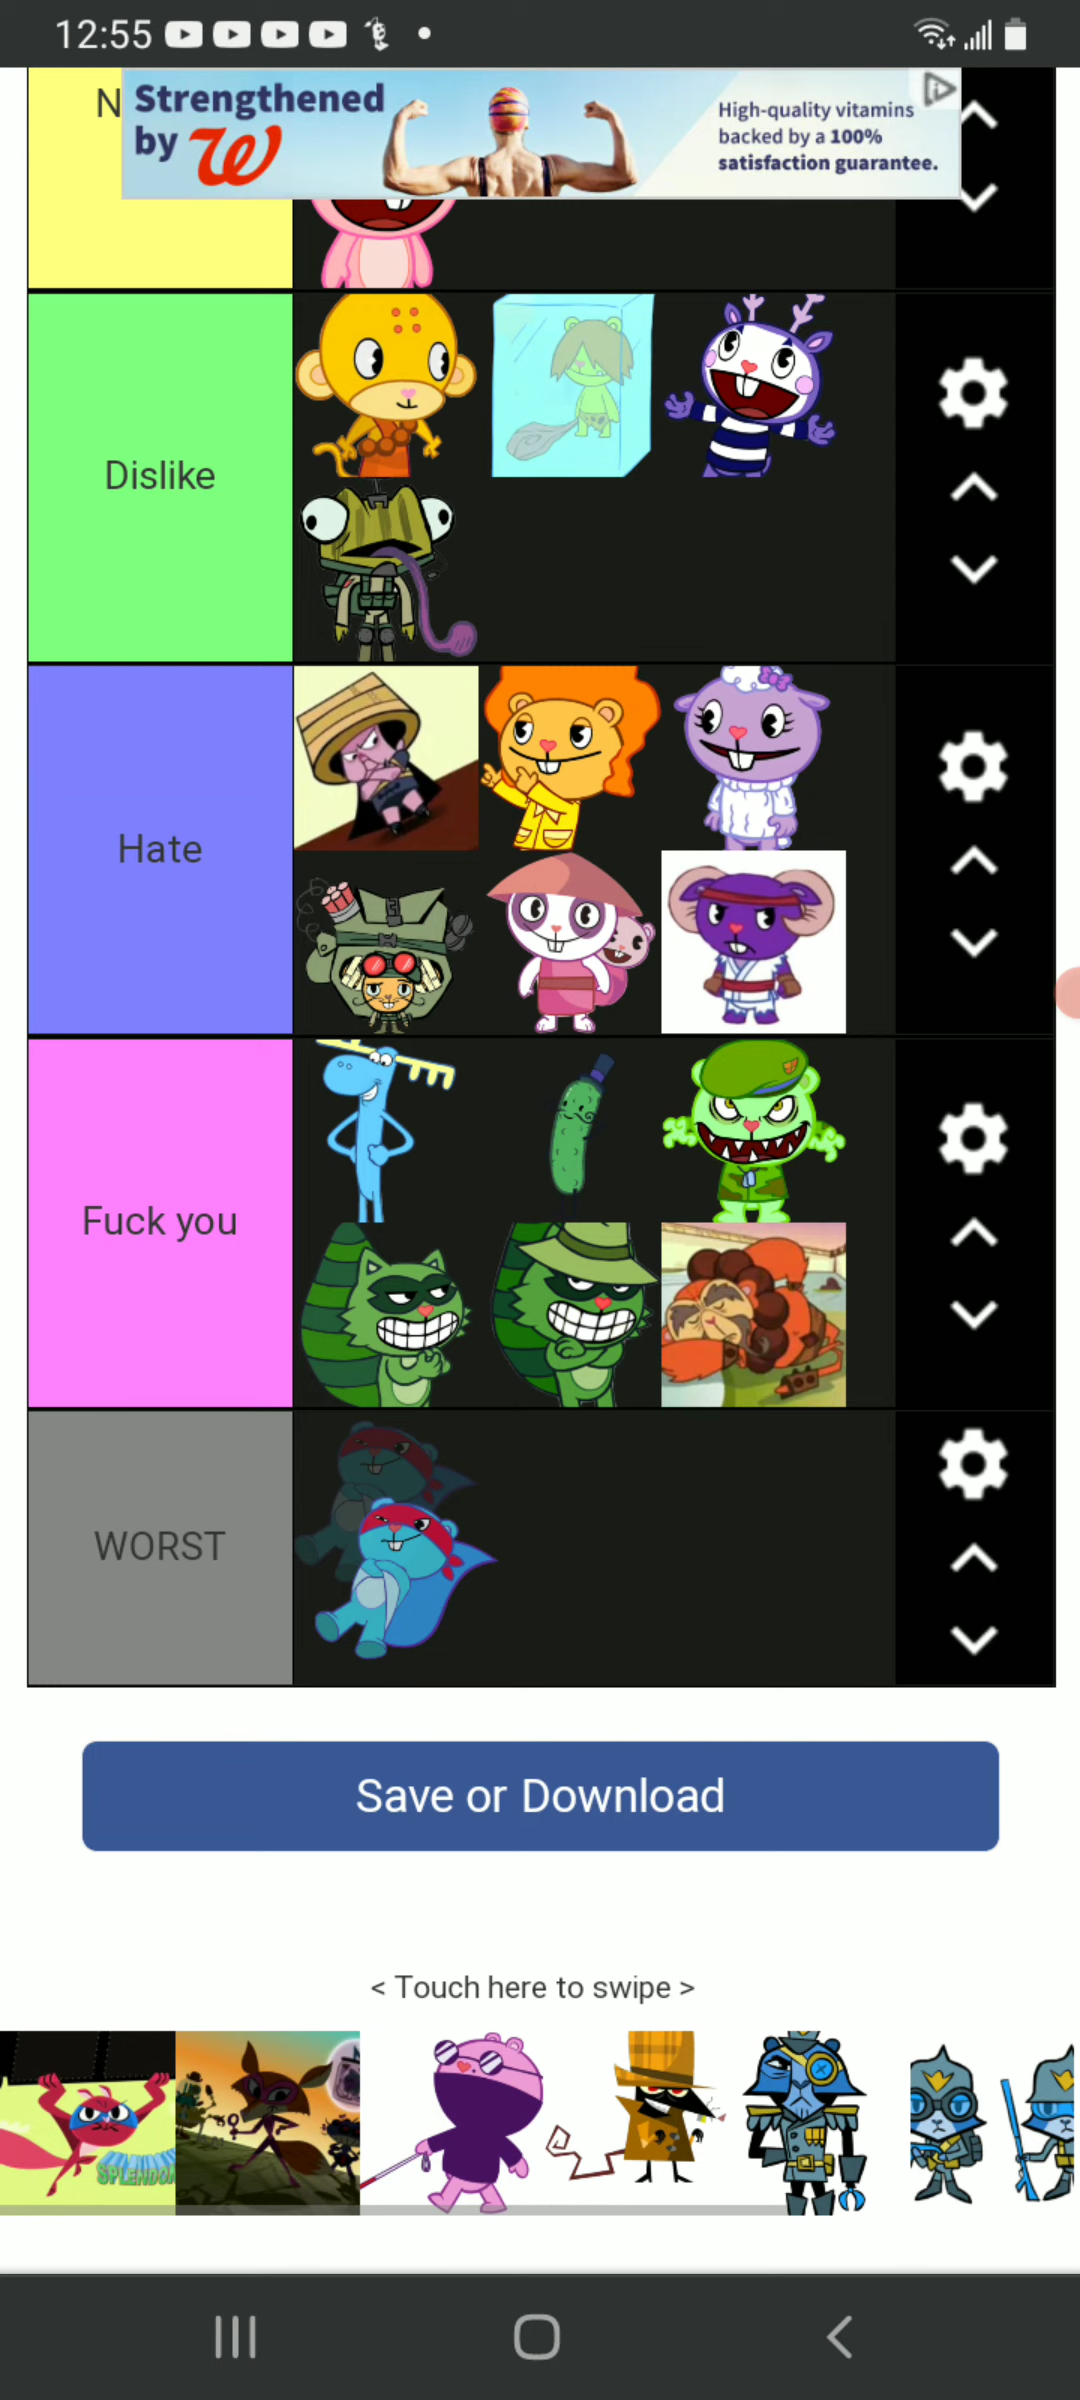 12:55
N
Strengthened
by W
High-quality vitamins
backed by a 100%
satisfaction guarantee.
Dislike
Hate
Fuck you
WORST
Save or Download
< Touch here to swipe >